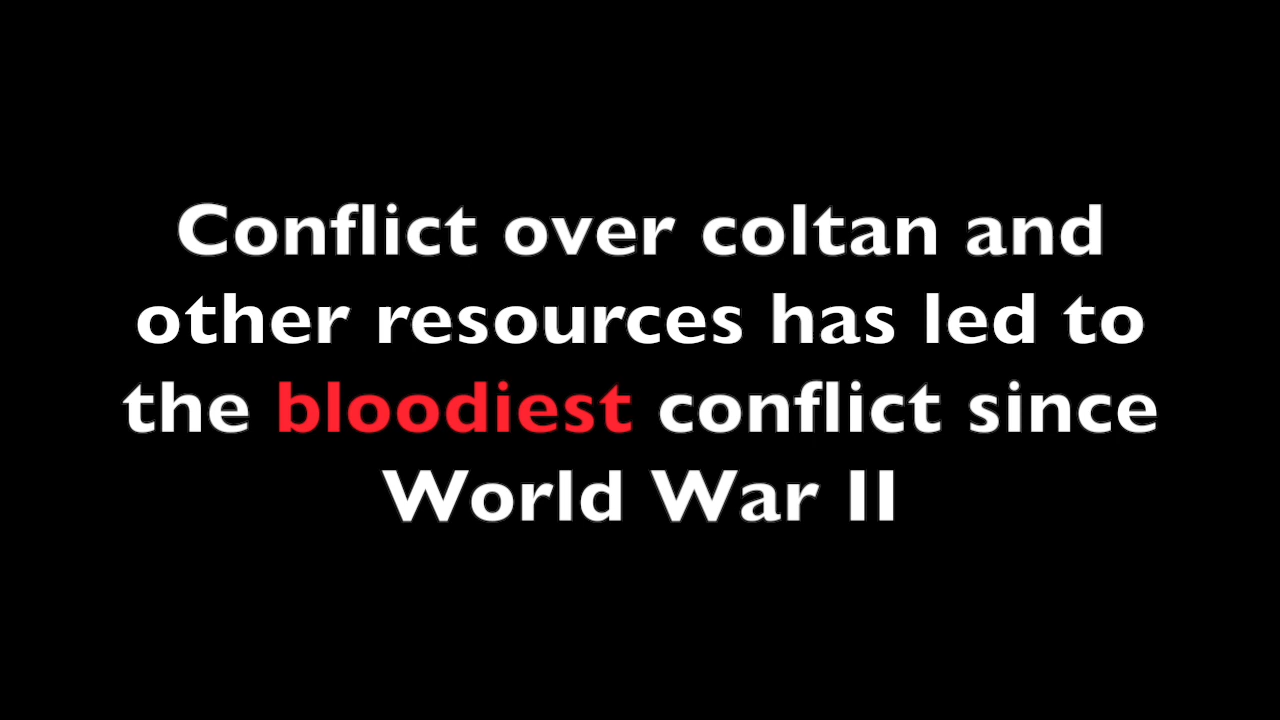 Conflict over coltan and
other resources has led to
the bloodiest conflict since
World War II